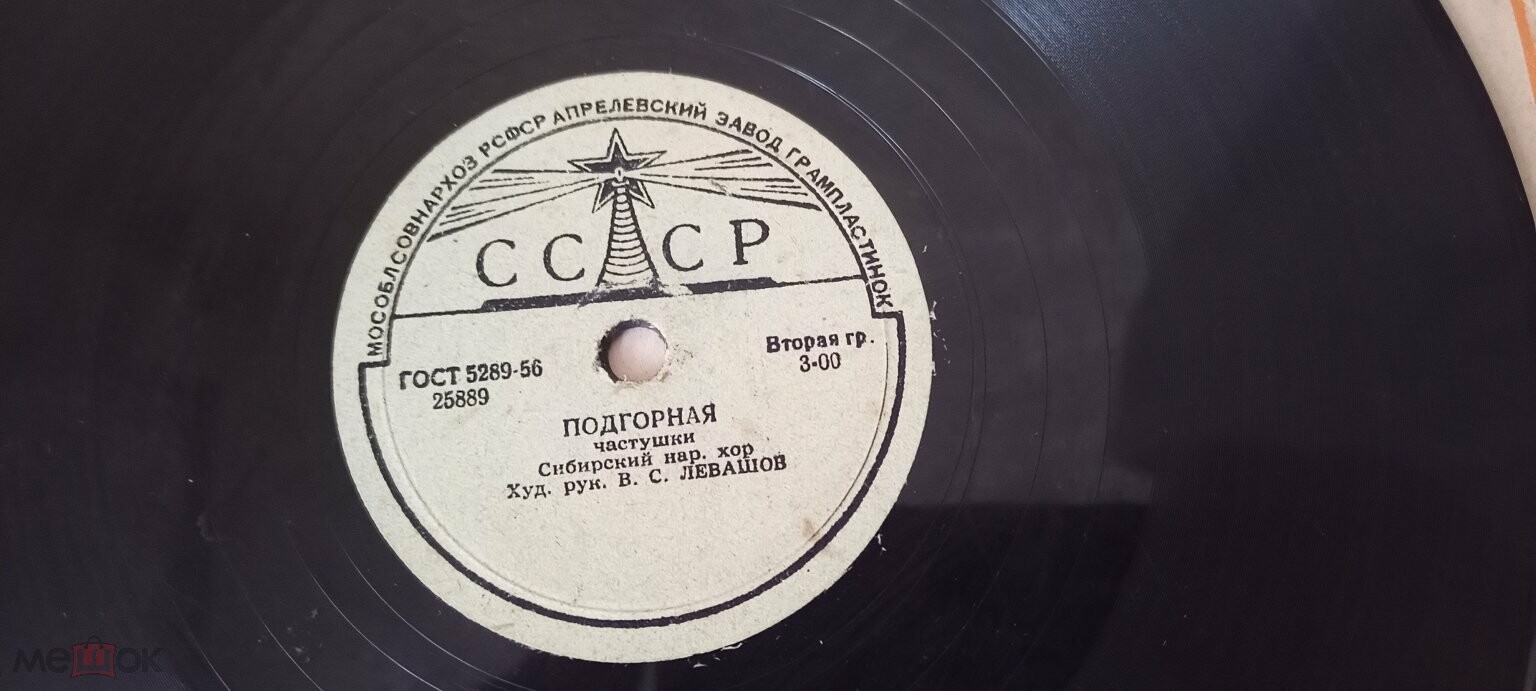 МОСОБЛСОВНАРХОЗ РСФСР АПРЕЛЕВСКИЙ ЗАВОД ГРАМПЛАСТИНОК
СССР
ГОСТ 5289-56
25889
Вторая гр.
3-00
ПОДГОРНАЯ
частушки
Сибирский нар. хор
Худ. рук. В. С. ЛЕВАШОВ
мешок